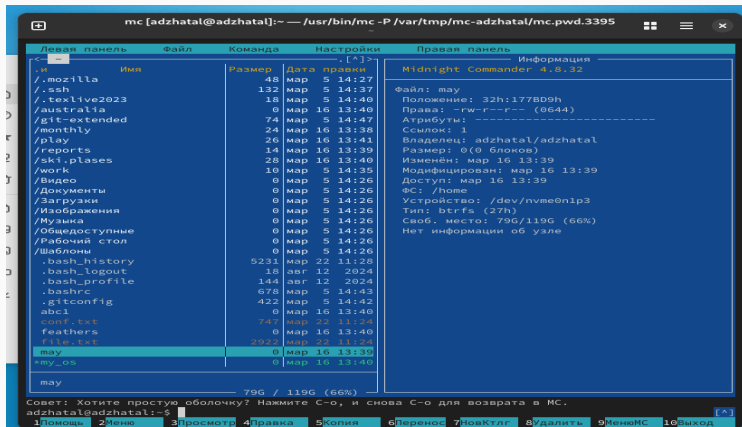 mc [adzhatal@adzhatal]:~ — /usr/bin/mc -P /var/tmp/mc-adzhatal/mc.pwd.3395
~
Левая панель Файл Команда Настройки Правая панель
<— ~ .[^]>
.и Имя Размер Дата правки
/.mozilla 48 мар 5 14:27
/.ssh 132 мар 5 14:37
/.texlive2023 18 мар 5 14:40
/australia 0 мар 16 13:40
/git-extended 74 мар 5 14:47
/monthly 24 мар 16 13:38
/play 26 мар 16 13:41
/reports 14 мар 16 13:39
/ski.plases 28 мар 16 13:40
/work 10 мар 5 14:35
/Видео 0 мар 5 14:26
/Документы 0 мар 5 14:26
/Загрузки 0 мар 5 14:26
/Изображения 0 мар 5 14:26
/Музыка 0 мар 5 14:26
/Общедоступные 0 мар 5 14:26
/Рабочий стол 0 мар 5 14:26
/Шаблоны 0 мар 5 14:26
.bash_history 5231 мар 22 11:28
.bash_logout 18 авг 12 2024
.bash_profile 144 авг 12 2024
.bashrc 678 мар 5 14:43
.gitconfig 422 мар 5 14:42
abc1 0 мар 16 13:40
conf.txt 747 мар 22 11:24
feathers 0 мар 16 13:40
file.txt 2922 мар 22 11:24
may 0 мар 16 13:39
*my_os 0 мар 16 13:40
may
79G / 119G (66%)
Информация
Midnight Commander 4.8.32
Файл: may
Положение: 32h:177BD9h
Права: -rw-r--r-- (0644)
Атрибуты: ----------------------
Ссылок: 1
Владелец: adzhatal/adzhatal
Размер: 0(0 блоков)
Изменён: мар 16 13:39
Модифицирован: мар 16 13:39
Доступ: мар 16 13:39
ФС: /home
Устройство: /dev/nvme0n1p3
Тип: btrfs (27h)
Своб. место: 79G/119G (66%)
Нет информации об узле
Совет: Хотите простую оболочку? Нажмите C-o, и снова C-o для возврата в MC.
adzhatal@adzhatal:~$ [^]
1Помощь 2Меню 3Просмотр 4Правка 5Копия 6Перенос 7НовКтлг 8Удалить 9МенюMC 10Выход